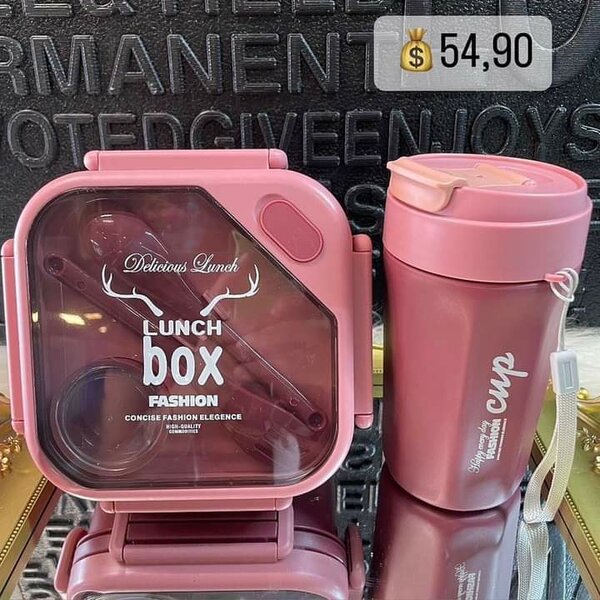 💰54,90
RMANENT
OTEDGIVEENJOYS
Delicious Lunch
LUNCH
box
FASHION
CONCISE FASHION ELEGENCE
HIGH-QUALITY
COMMODITIES
Happy every day
FASHION
cup